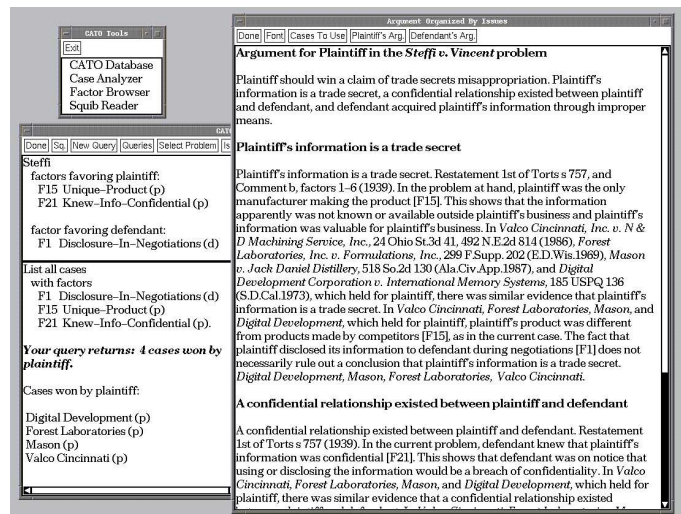 CATO Tools
Exit
CATO Database
Case Analyzer
Factor Browser
Squib Reader
CAT
Done Sq. New Query Queries Select Problem Is
Steffi
factors favoring plaintiff:
F15 Unique-Product (p)
F21 Knew-Info-Confidential (p)
factor favoring defendant:
F1 Disclosure-In-Negotiations (d)
List all cases
with factors
F1 Disclosure-In-Negotiations (d)
F15 Unique-Product (p)
F21 Knew-Info-Confidential (p).
Your query returns: 4 cases won by
plaintiff.
Cases won by plaintiff:
Digital Development (p)
Forest Laboratories (p)
Mason (p)
Valco Cincinnati (p)
Argument Organized By Issues
Done Font Cases To Use Plaintiff's Arg. Defendant's Arg.
Argument for Plaintiff in the Steffi v. Vincent problem
Plaintiff should win a claim of trade secrets misappropriation. Plaintiff's
information is a trade secret, a confidential relationship existed between plaintiff
and defendant, and defendant acquired plaintiff's information through improper
means.
Plaintiff's information is a trade secret
Plaintiff's information is a trade secret. Restatement 1st of Torts s 757, and
Comment b, factors 1-6 (1939). In the problem at hand, plaintiff was the only
manufacturer making the product [F15]. This shows that the information
apparently was not known or available outside plaintiff's business and plaintiff's
information was valuable for plaintiff's business. In Valco Cincinnati, Inc. v. N &
D Machining Service, Inc., 24 Ohio St.3d 41, 492 N.E.2d 814 (1986), Forest
Laboratories, Inc. v. Formulations, Inc., 299 F.Supp. 202 (E.D.Wis.1969), Mason
v. Jack Daniel Distillery, 518 So.2d 130 (Ala.Civ.App.1987), and Digital
Development Corporation v. International Memory Systems, 185 USPQ 136
(S.D.Cal.1973), which held for plaintiff, there was similar evidence that plaintiff's
information is a trade secret. In Valco Cincinnati, Forest Laboratories, Mason, and
Digital Development, which held for plaintiff, plaintiff's product was different
from products made by competitors [F15], as in the current case. The fact that
plaintiff disclosed its information to defendant during negotiations [F1] does not
necessarily rule out a conclusion that plaintiff's information is a trade secret.
Digital Development, Mason, Forest Laboratories, Valco Cincinnati.
A confidential relationship existed between plaintiff and defendant
A confidential relationship existed between plaintiff and defendant. Restatement
1st of Torts s 757 (1939). In the current problem, defendant knew that plaintiff's
information was confidential [F21]. This shows that defendant was on notice that
using or disclosing the information would be a breach of confidentiality. In Valco
Cincinnati, Forest Laboratories, Mason, and Digital Development, which held for
plaintiff, there was similar evidence that a confidential relationship existed